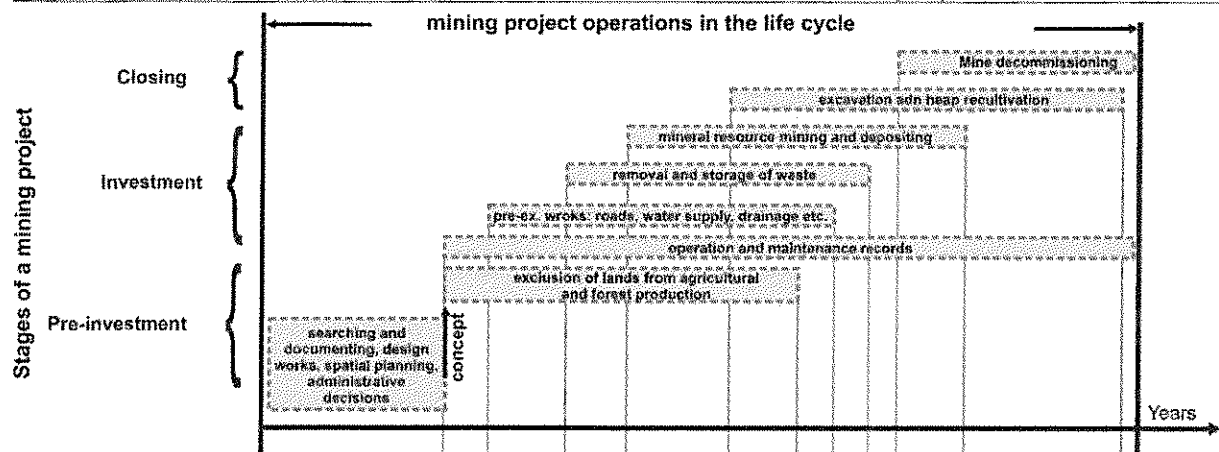 mining project operations in the life cycle
Closing
Mine decommissioning
excavation adn heap recultivation
mineral resource mining and depositing
Investment
removal and storage of waste
pre-ex. wroks: roads, water supply, drainage etc.
operation and maintenance records
exclusion of lands from agricultural
and forest production
Pre-investment
searching and
documenting, design
works, spatial planning,
administrative
decisions
concept
Stages of a mining project
Years